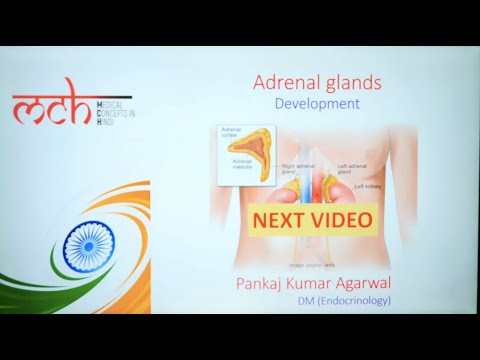 mch
MEDICAL
CONCEPTS IN
HINDI
M
C
H
Adrenal glands
Development
Adrenal
cortex
Adrenal
medulla
Right adrenal
gland
Left adrenal
gland
Left kidney
NEXT VIDEO
Pankaj Kumar Agarwal
DM (Endocrinology)